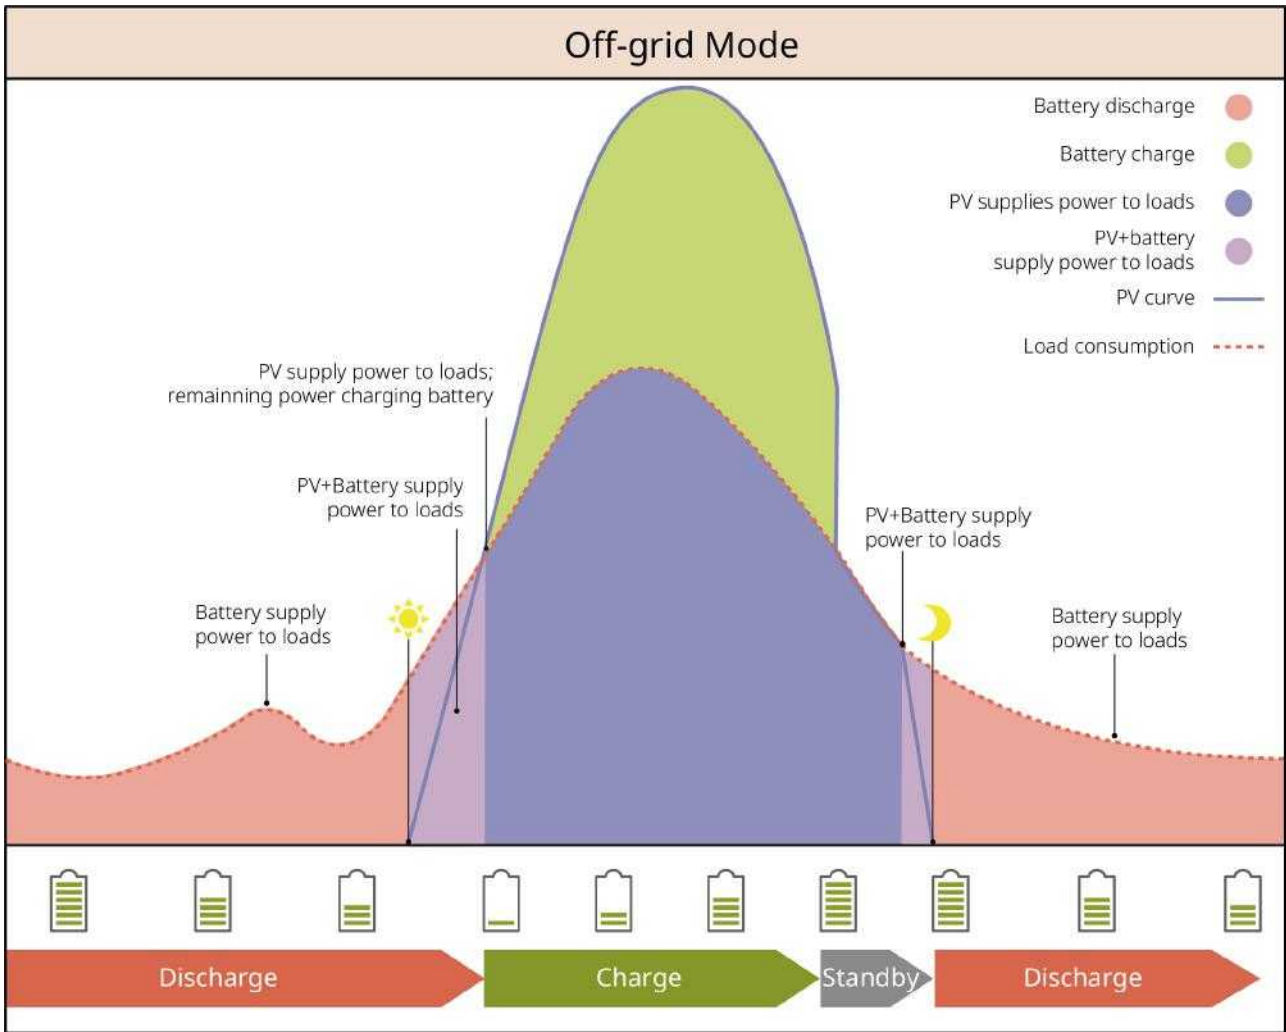 Off-grid Mode
Battery discharge
Battery charge
PV supplies power to loads
PV+battery
supply power to loads
PV curve
Load consumption
PV supply power to loads;
remainning power charging battery
PV+Battery supply
power to loads
PV+Battery supply
power to loads
Battery supply
power to loads
Battery supply
power to loads
Discharge
Charge
Standby
Discharge